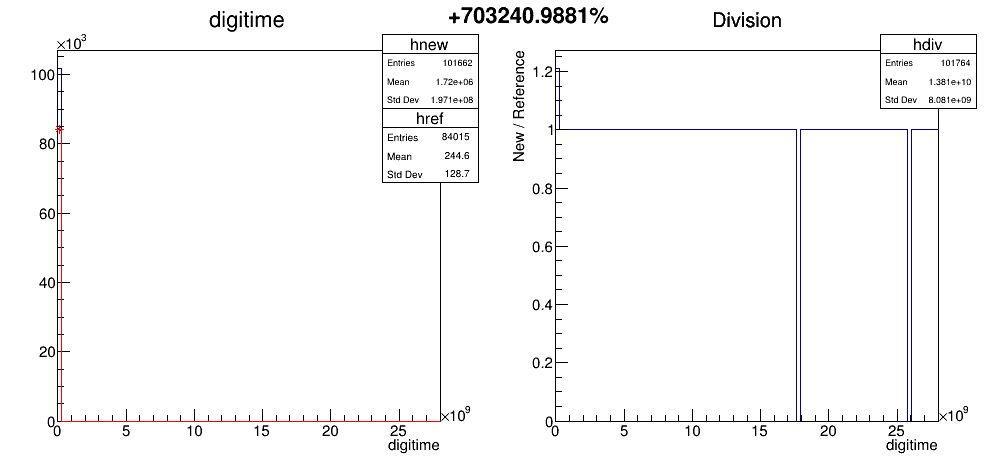 +703240.9881%
digitime
×10³
hnew
Entries 101662
Mean 1.72e+06
Std Dev 1.971e+08
href
Entries 84015
Mean 244.6
Std Dev 128.7
100
80
60
40
20
0
0 5 10 15 20 25 ×10⁹
digitime
Division
hdiv
Entries 101764
Mean 1.381e+10
Std Dev 8.081e+09
New / Reference
1.2
1
0.8
0.6
0.4
0.2
0
0 5 10 15 20 25 ×10⁹
digitime